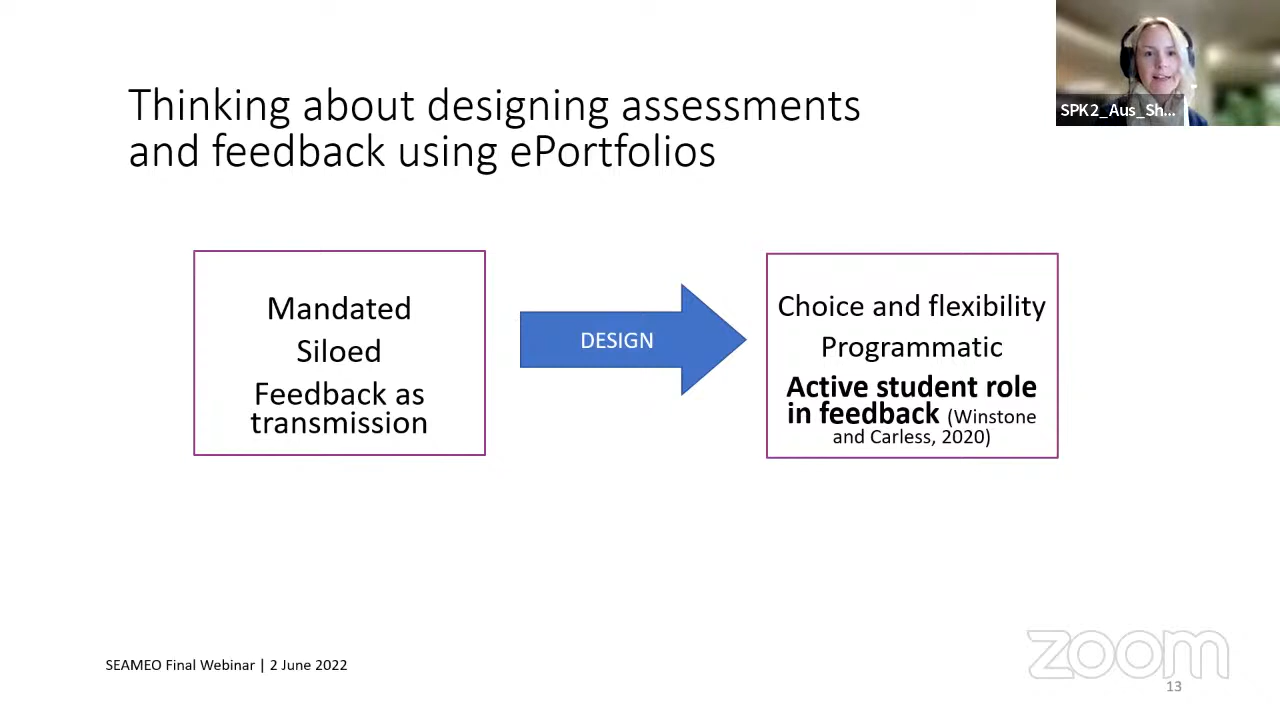 SPK2_Aus_Sh...
Thinking about designing assessments
and feedback using ePortfolios
Mandated
Siloed
Feedback as
transmission
DESIGN
Choice and flexibility
Programmatic
Active student role
in feedback (Winstone
and Carless, 2020)
SEAMEO Final Webinar | 2 June 2022
zoom
13